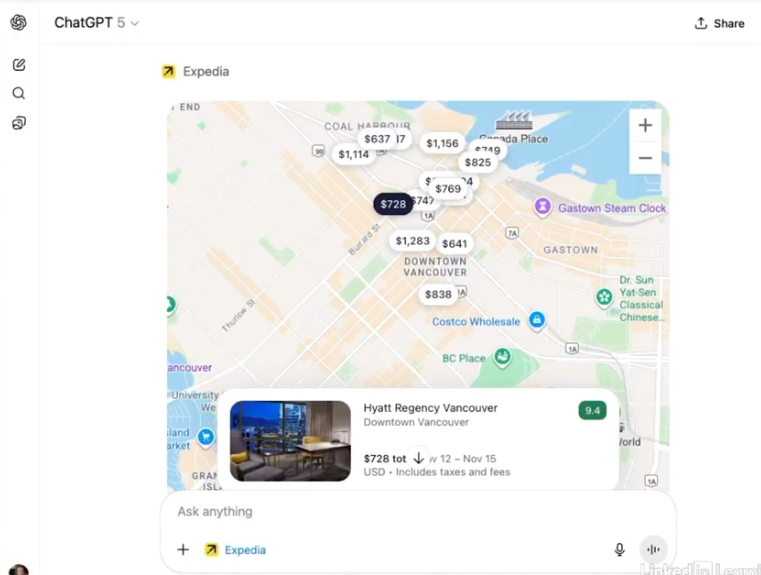 ChatGPT 5
Share
Expedia
END
COAL HARBOUR
Canada Place
$637
17
$1,156
$749
99
$1,114
$825
$769
$728
$747
1A
Gastown Steam Clock
Burrard St
7A
$1,283
$641
GASTOWN
DOWNTOWN
VANCOUVER
$838
1A
Dr. Sun
Yat-Sen
Classical
Chinese...
Thurlow St
Costco Wholesale
1A
BC Place
ancouver
University
We
Hyatt Regency Vancouver
9.4
Downtown Vancouver
sland
arket
World
$728 tot
v 12 – Nov 15
USD • Includes taxes and fees
GRAN
ISL
1A
Ask anything
Expedia
LinkedIn Learni